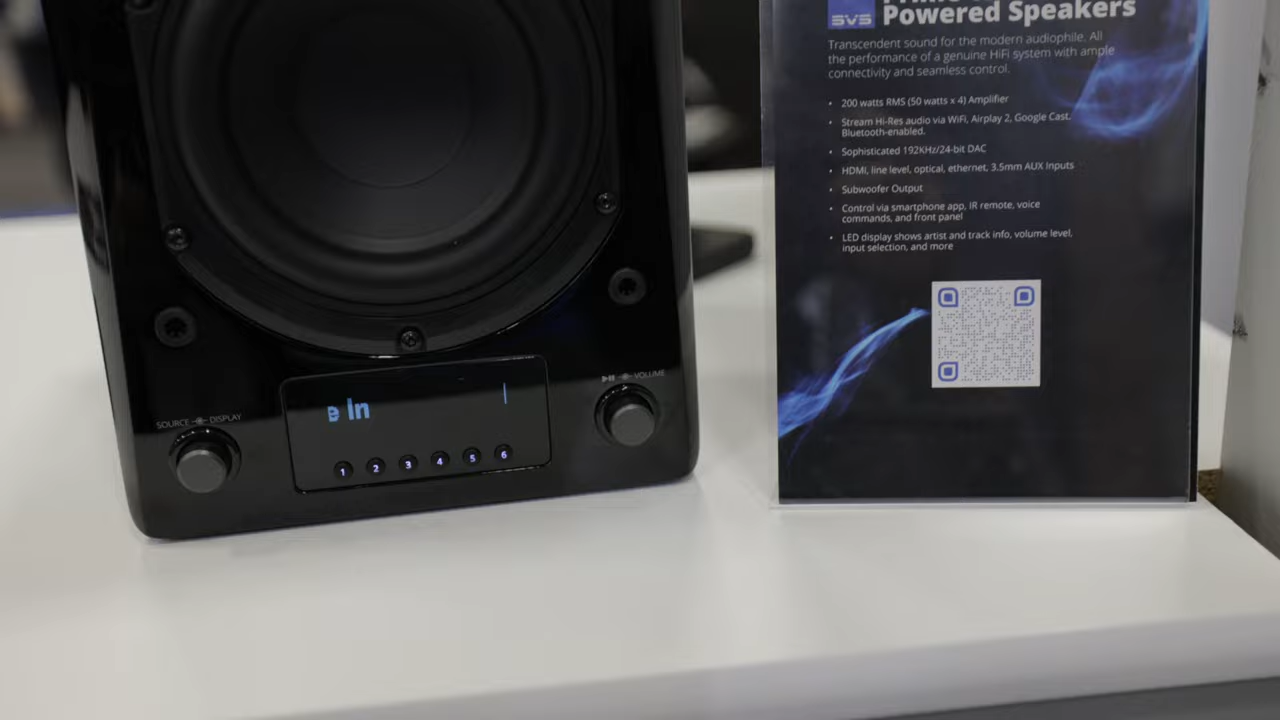 SOURCE DISPLAY
e In
1 2 3 4 5 6
VOLUME
SVS
Powered Speakers
Transcendent sound for the modern audiophile. All
the performance of a genuine HiFi system with ample
connectivity and seamless control.
• 200 watts RMS (50 watts x 4) Amplifier
• Stream Hi-Res audio via WiFi, Airplay 2, Google Cast.
Bluetooth-enabled.
• Sophisticated 192KHz/24-bit DAC
• HDMI, line level, optical, ethernet, 3.5mm AUX Inputs
• Subwoofer Output
• Control via smartphone app, IR remote, voice
commands, and front panel
• LED display shows artist and track info, volume level,
input selection, and more